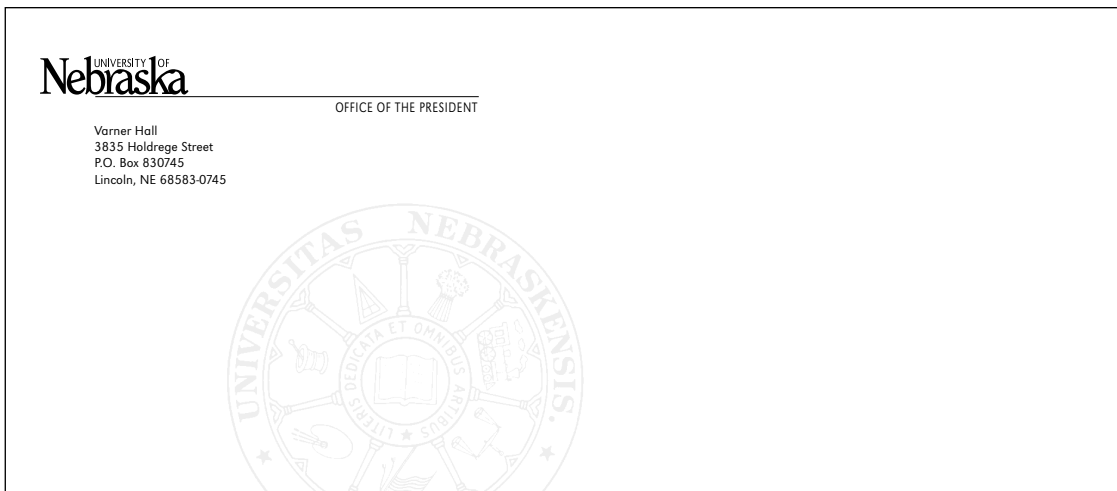 UNIVERSITY OF
Nebraska
OFFICE OF THE PRESIDENT
Varner Hall
3835 Holdrege Street
P.O. Box 830745
Lincoln, NE 68583-0745
UNIVERSITAS NEBRASKENSIS.
DEDICATA ET OMNIBUS ARTIBUS ★ LITERIS